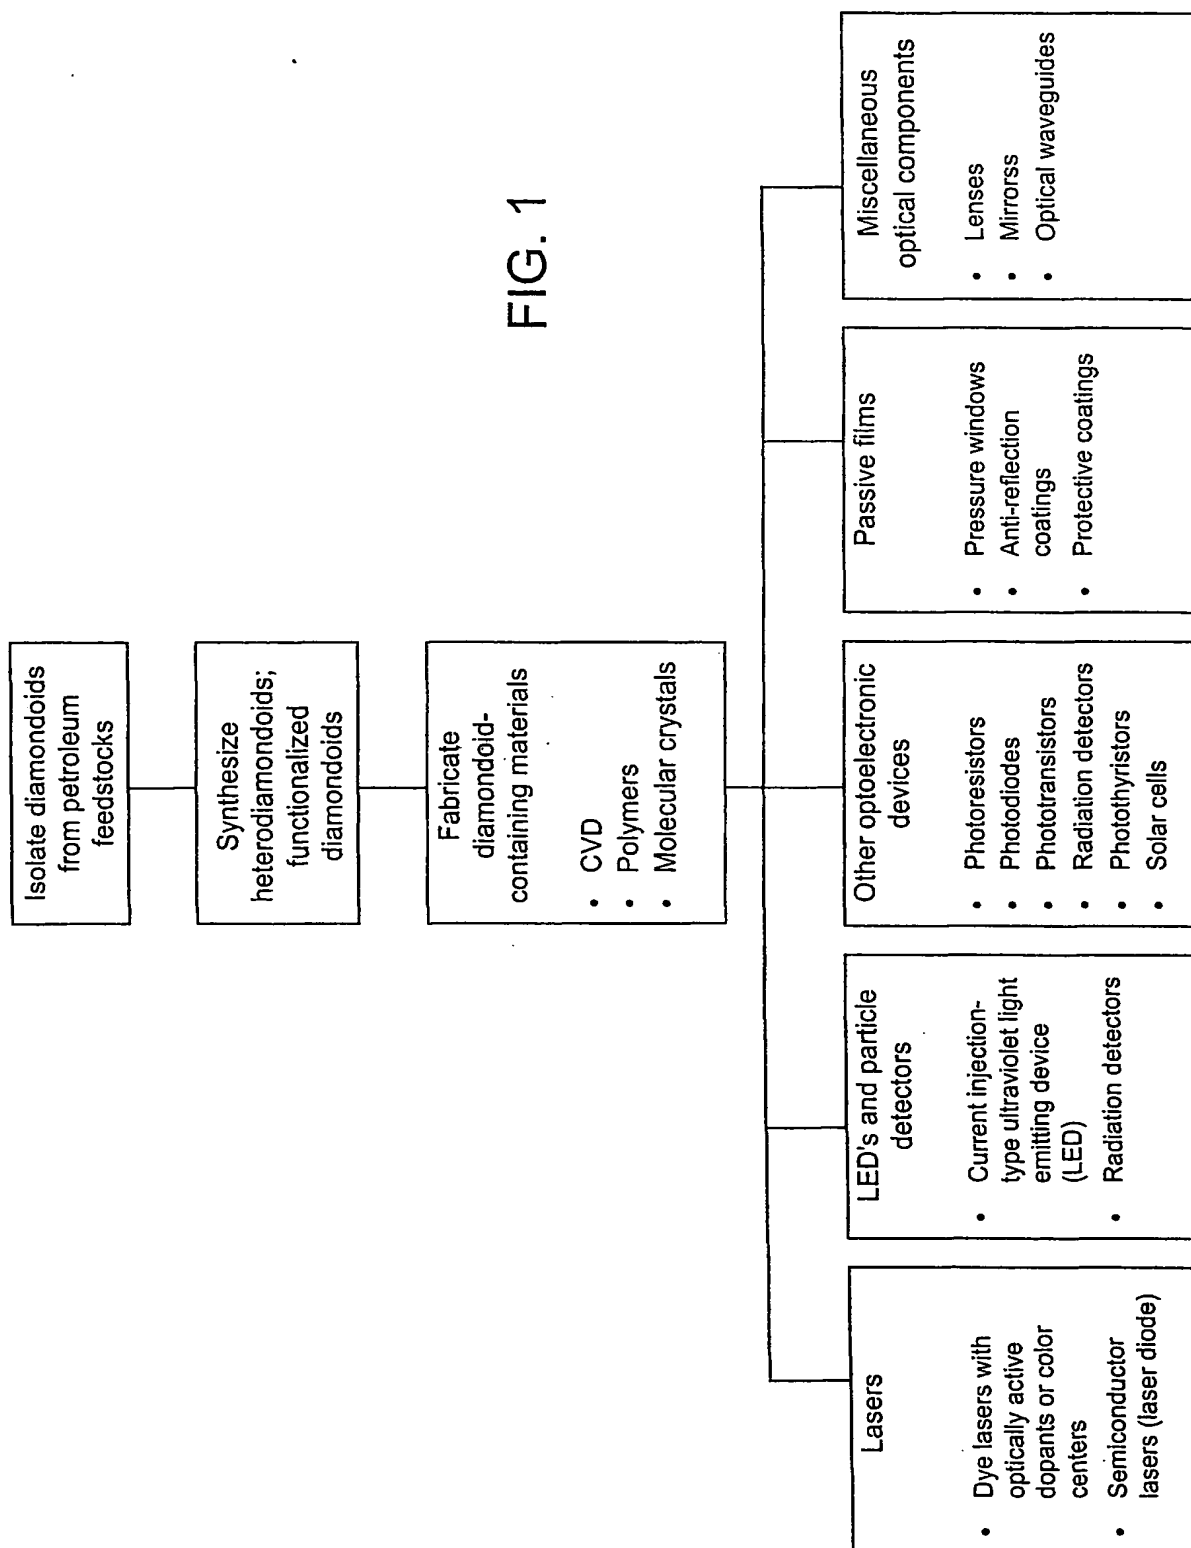 Isolate diamondoids
from petroleum
feedstocks
Synthesize
heterodiamondoids;
functionalized
diamondoids
Fabricate
diamondoid-
containing materials
• CVD
• Polymers
• Molecular crystals
FIG. 1
Lasers
• Dye lasers with
optically active
dopants or color
centers
• Semiconductor
lasers (laser diode)
LED's and particle
detectors
• Current injection-
type ultraviolet light
emitting device
(LED)
• Radiation detectors
Other optoelectronic
devices
• Photoresistors
• Photodiodes
• Phototransistors
• Radiation detectors
• Photothyristors
• Solar cells
Passive films
• Pressure windows
• Anti-reflection
coatings
• Protective coatings
Miscellaneous
optical components
• Lenses
• Mirrorss
• Optical waveguides